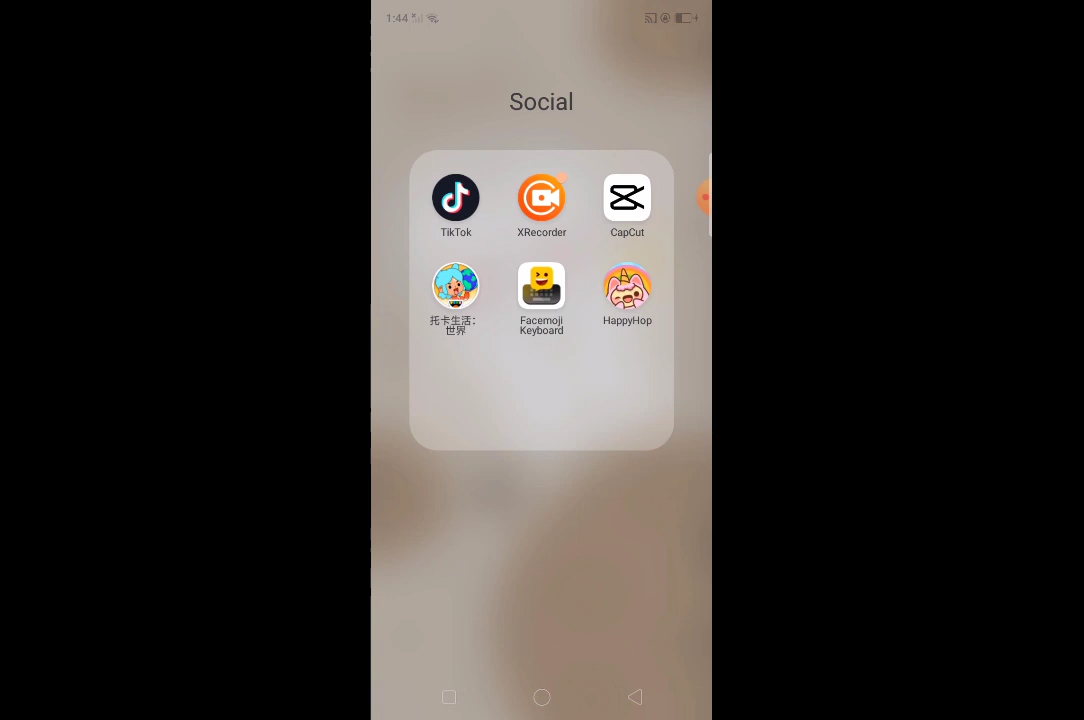 1:44
Social
TikTok
XRecorder
CapCut
托卡生活：
世界
Facemoji
Keyboard
HappyHop